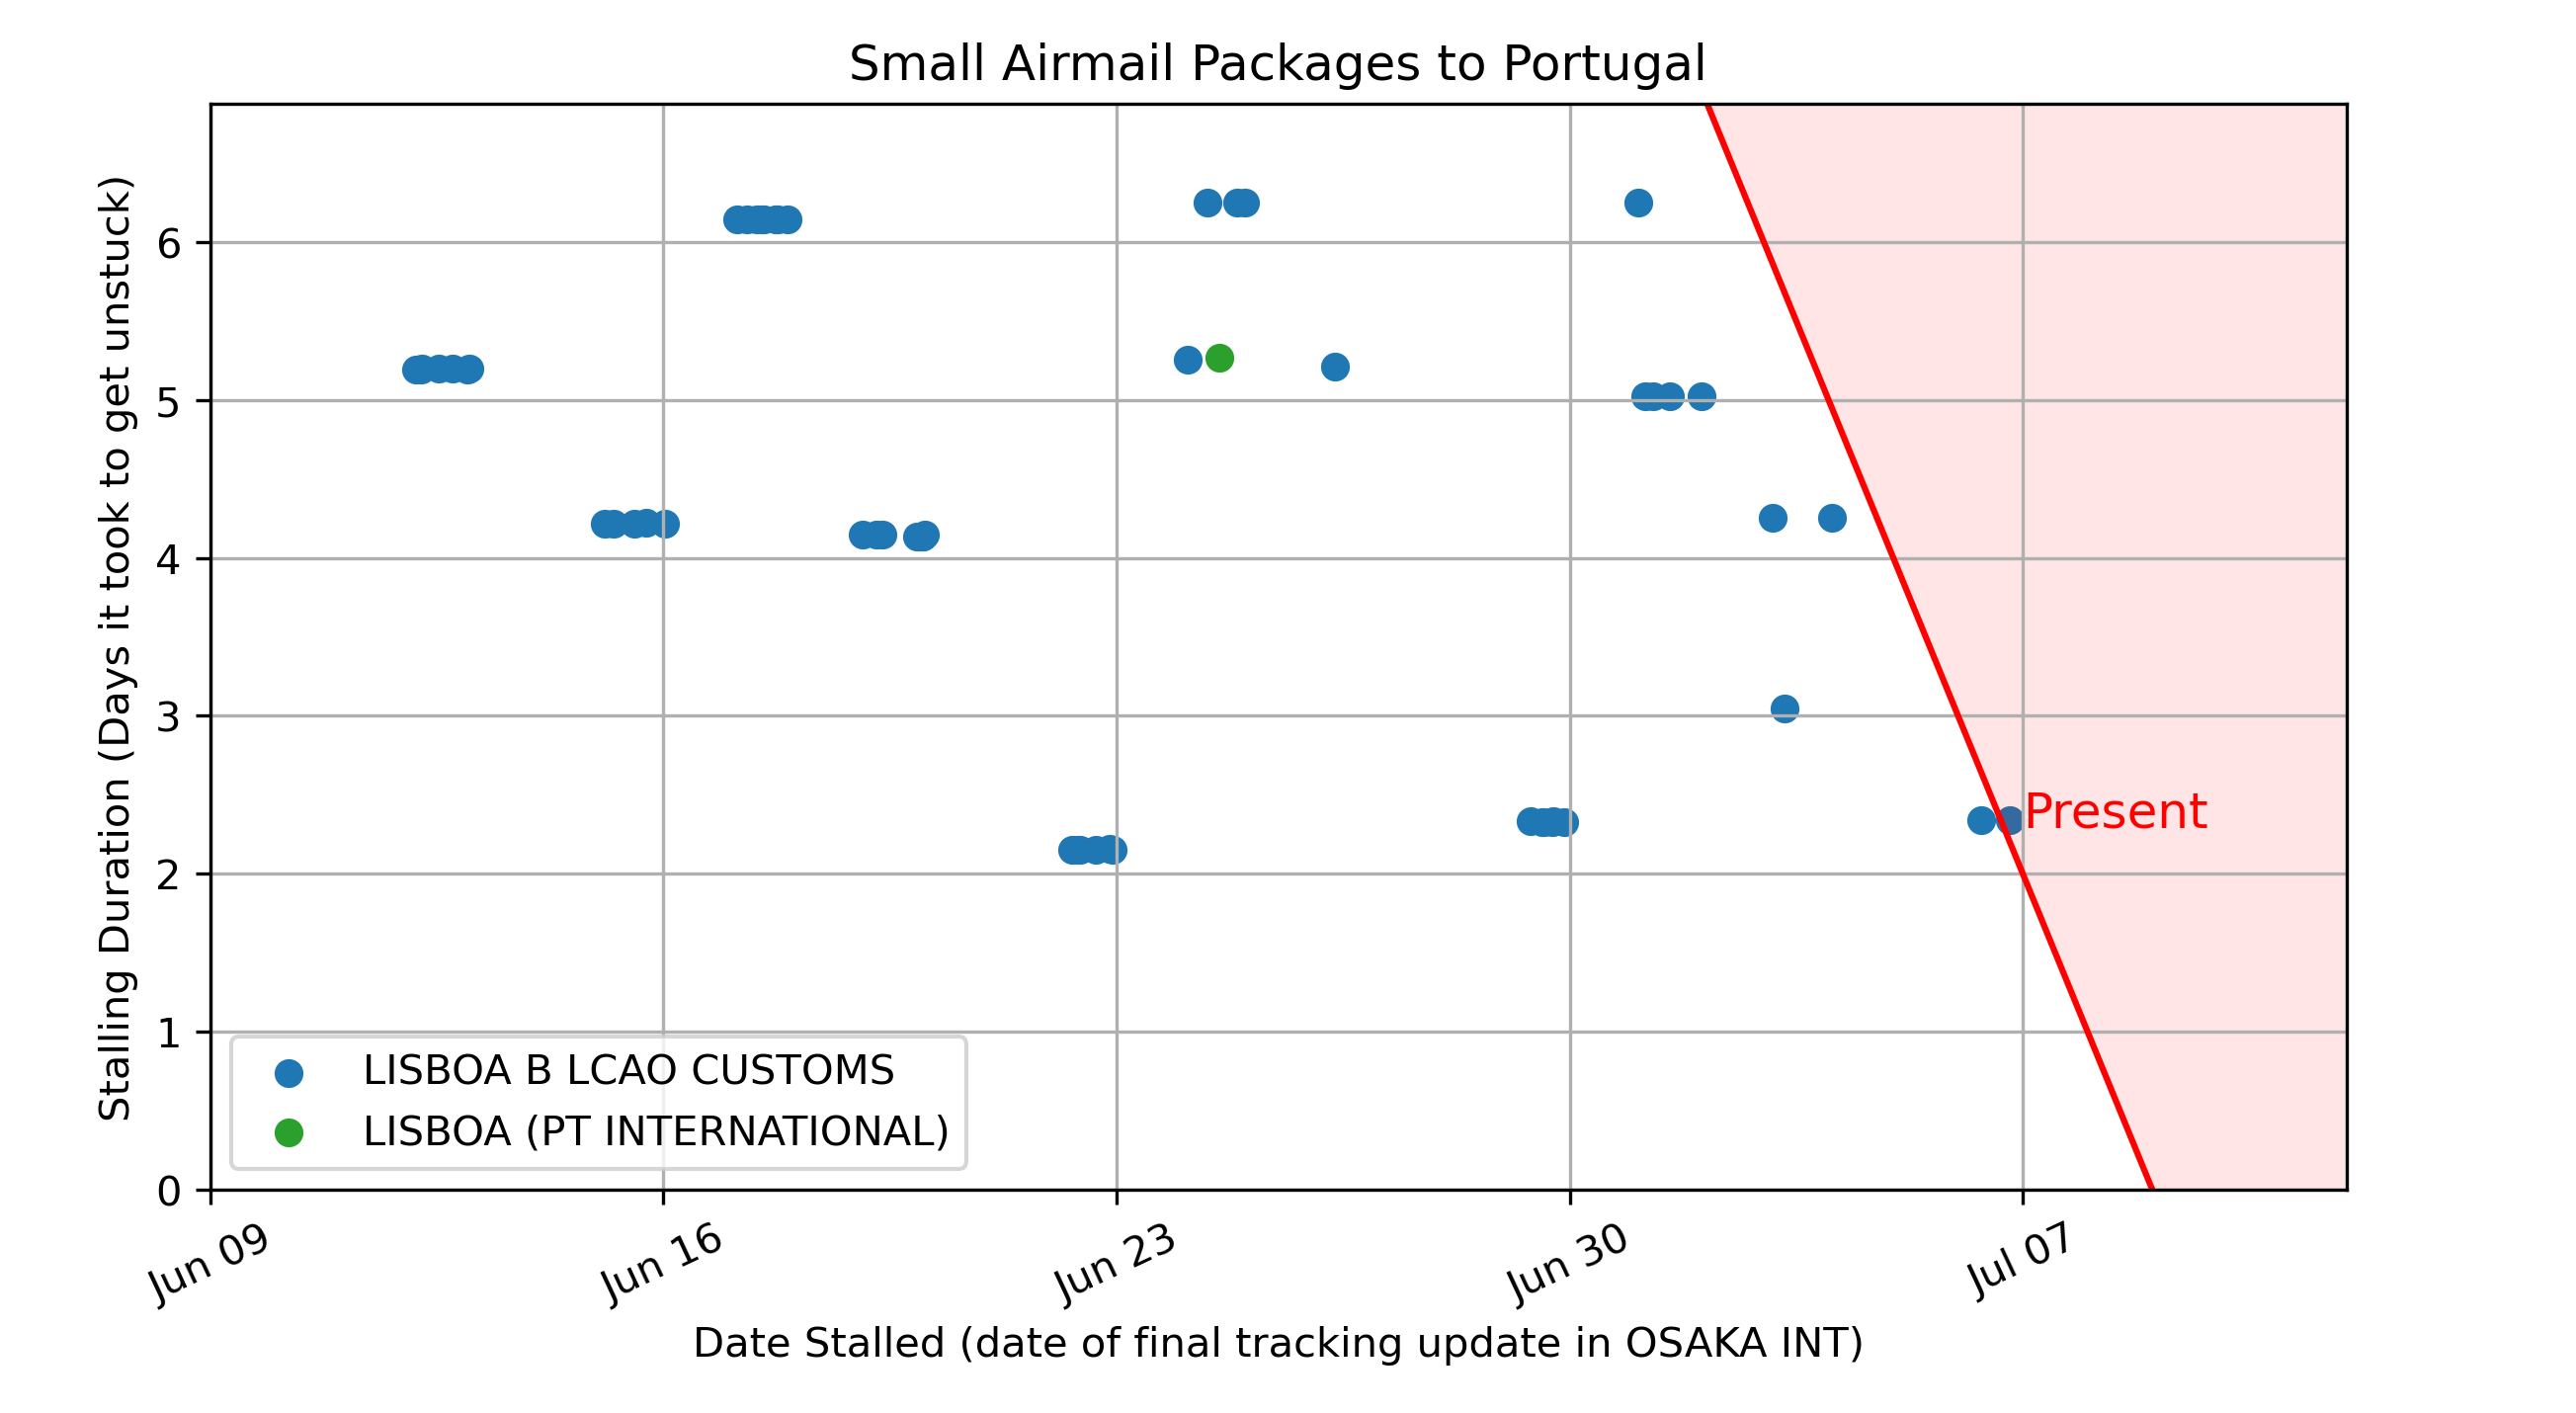 Small Airmail Packages to Portugal
Stalling Duration (Days it took to get unstuck)
6
5
4
3
2
1
0
Present
LISBOA B LCAO CUSTOMS
LISBOA (PT INTERNATIONAL)
Jun 09
Jun 16
Jun 23
Jun 30
Jul 07
Date Stalled (date of final tracking update in OSAKA INT)